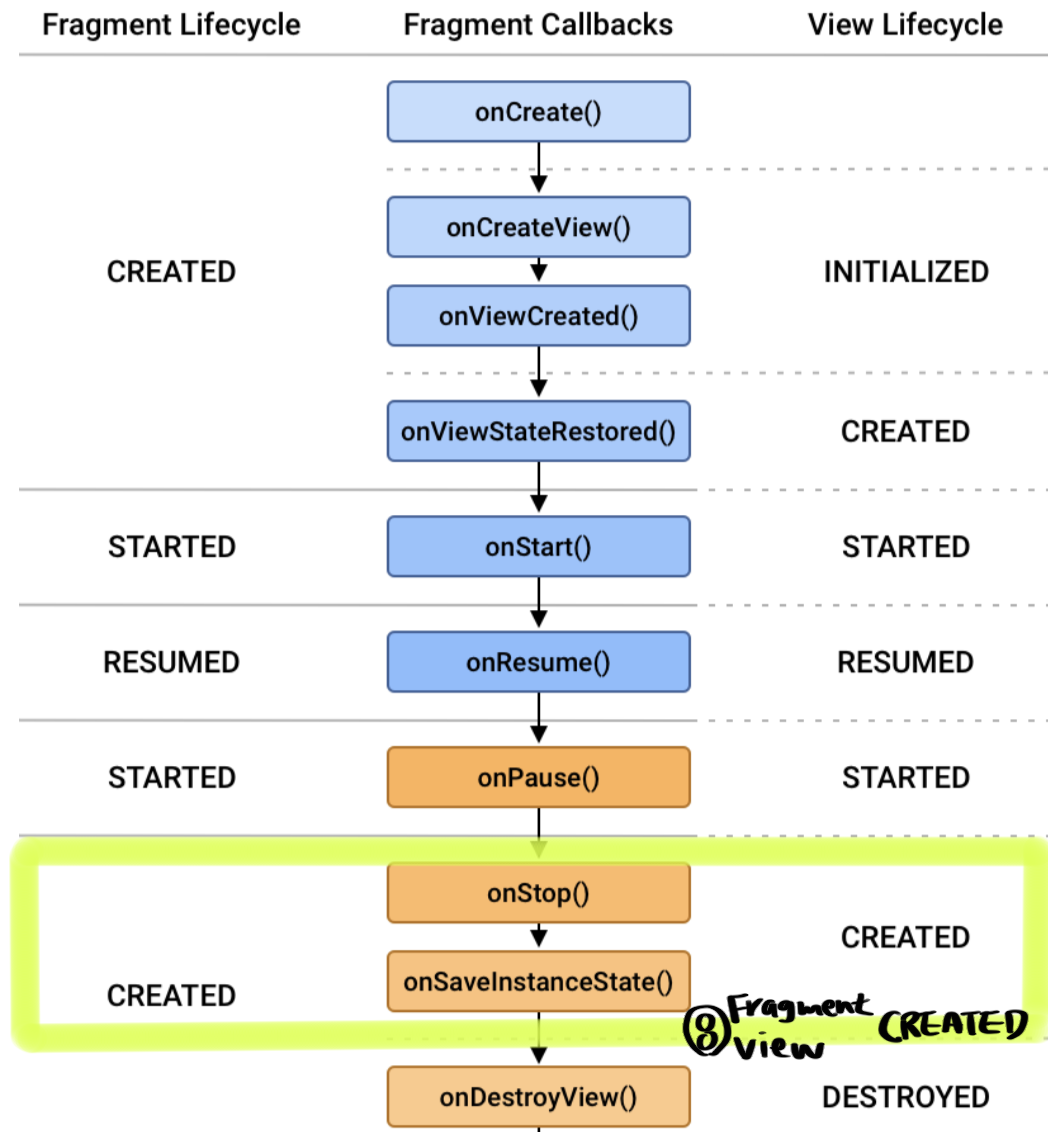 Fragment Lifecycle Fragment Callbacks View Lifecycle
onCreate()
onCreateView()
CREATED INITIALIZED
onViewCreated()
onViewStateRestored() CREATED
STARTED onStart() STARTED
RESUMED onResume() RESUMED
STARTED onPause() STARTED
onStop()
CREATED
onSaveInstanceState()
CREATED
⑧ Fragment view CREATED
onDestroyView() DESTROYED